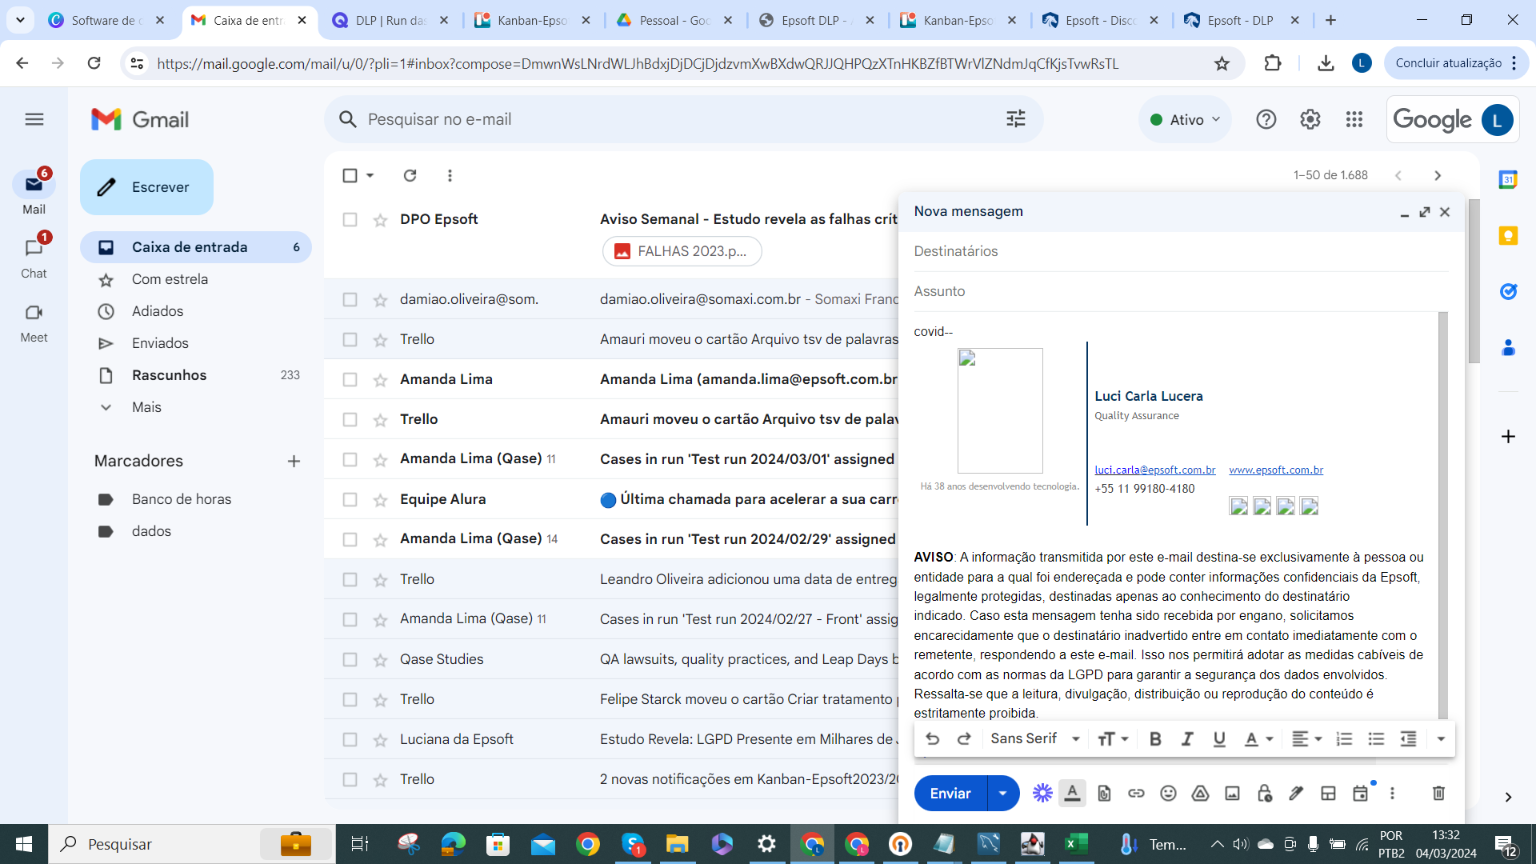 Software de c
Caixa de entr
DLP | Run das
Kanban-Epso
Pessoal - Goo
Epsoft DLP -
Kanban-Epso
Epsoft - Disc
Epsoft - DLP
https://mail.google.com/mail/u/0/?pli=1#inbox?compose=DmwnWsLNrdWLJhBdxjDjDCjDjdzvmXwBXdwQRJJQHPQzXTnHKBZfBTWrVlZNdmJqCfKjsTvwRsTL
L
Concluir atualização
Gmail
Pesquisar no e-mail
Ativo
Google
L
Escrever
6
Mail
1
Chat
Meet
Caixa de entrada 6
Com estrela
Adiados
Enviados
Rascunhos 233
Mais
Marcadores
Banco de horas
dados
1–50 de 1.688
DPO Epsoft Aviso Semanal - Estudo revela as falhas crít
FALHAS 2023.p...
damiao.oliveira@som. damiao.oliveira@somaxi.com.br - Somaxi Franc
Trello Amauri moveu o cartão Arquivo tsv de palavras
Amanda Lima Amanda Lima (amanda.lima@epsoft.com.br
Trello Amauri moveu o cartão Arquivo tsv de palav
Amanda Lima (Qase) 11 Cases in run 'Test run 2024/03/01' assigned
Equipe Alura Última chamada para acelerar a sua carr
Amanda Lima (Qase) 14 Cases in run 'Test run 2024/02/29' assigned
Trello Leandro Oliveira adicionou uma data de entreg
Amanda Lima (Qase) 11 Cases in run 'Test run 2024/02/27 - Front' assig
Qase Studies QA lawsuits, quality practices, and Leap Days b
Trello Felipe Starck moveu o cartão Criar tratamento p
Luciana da Epsoft Estudo Revela: LGPD Presente em Milhares de J
Trello 2 novas notificações em Kanban-Epsoft2023/20
Nova mensagem
Destinatários
Assunto
covid--
Luci Carla Lucera
Quality Assurance
luci.carla@epsoft.com.br www.epsoft.com.br
Há 38 anos desenvolvendo tecnologia.
+55 11 99180-4180
AVISO: A informação transmitida por este e-mail destina-se exclusivamente à pessoa ou
entidade para a qual foi endereçada e pode conter informações confidenciais da Epsoft,
legalmente protegidas, destinadas apenas ao conhecimento do destinatário
indicado. Caso esta mensagem tenha sido recebida por engano, solicitamos
encarecidamente que o destinatário inadvertido entre em contato imediatamente com o
remetente, respondendo a este e-mail. Isso nos permitirá adotar as medidas cabíveis de
acordo com as normas da LGPD para garantir a segurança dos dados envolvidos.
Ressalta-se que a leitura, divulgação, distribuição ou reprodução do conteúdo é
estritamente proibida.
Sans Serif
Enviar
31
Pesquisar
Tem...
POR
PTB2
13:32
04/03/2024
12